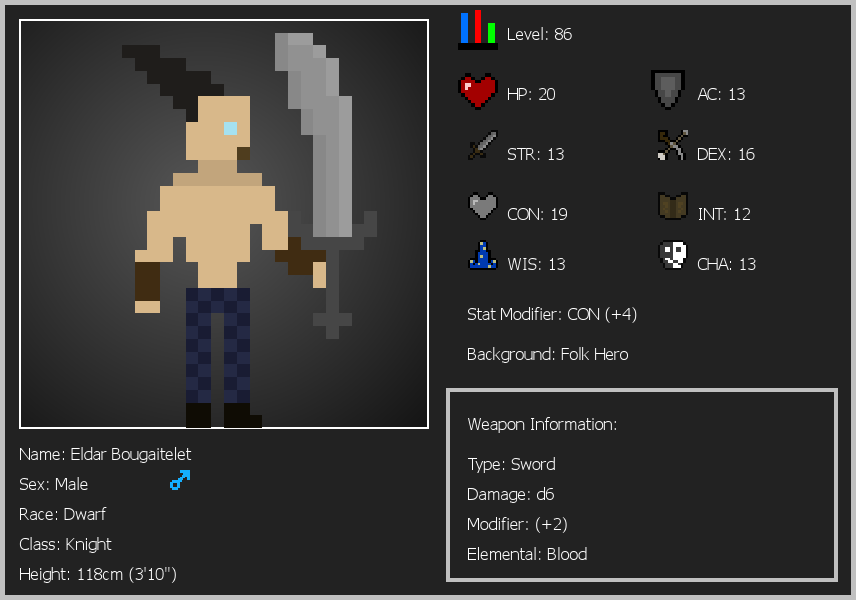 Level: 86
HP: 20
AC: 13
STR: 13
DEX: 16
CON: 19
INT: 12
WIS: 13
CHA: 13
Stat Modifier: CON (+4)
Background: Folk Hero
Weapon Information:
Type: Sword
Damage: d6
Modifier: (+2)
Elemental: Blood
Name: Eldar Bougaitelet
Sex: Male
Race: Dwarf
Class: Knight
Height: 118cm (3'10")